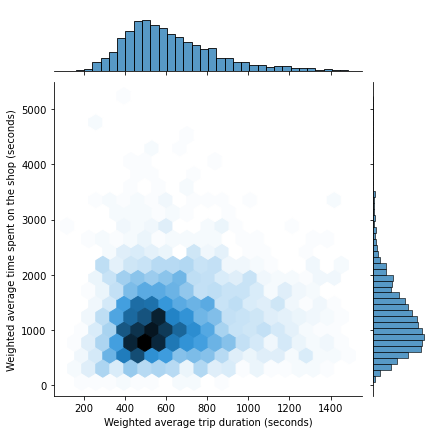 5000
4000
3000
2000
1000
0
Weighted average time spent on the shop (seconds)
200 400 600 800 1000 1200 1400
Weighted average trip duration (seconds)